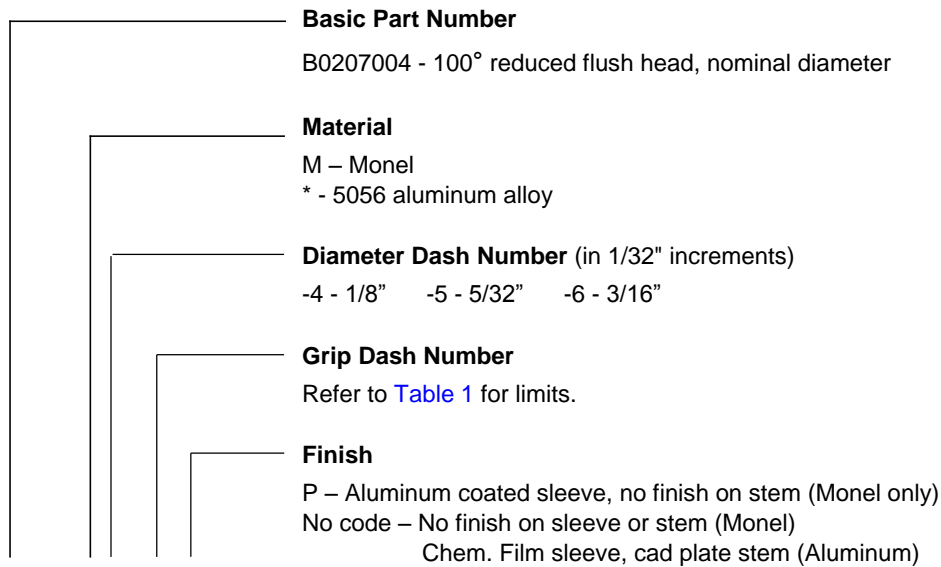 Basic Part Number
B0207004 - 100° reduced flush head, nominal diameter
Material
M – Monel
* - 5056 aluminum alloy
Diameter Dash Number (in 1/32" increments)
-4 - 1/8” -5 - 5/32” -6 - 3/16”
Grip Dash Number
Refer to Table 1 for limits.
Finish
P – Aluminum coated sleeve, no finish on stem (Monel only)
No code – No finish on sleeve or stem (Monel)
Chem. Film sleeve, cad plate stem (Aluminum)